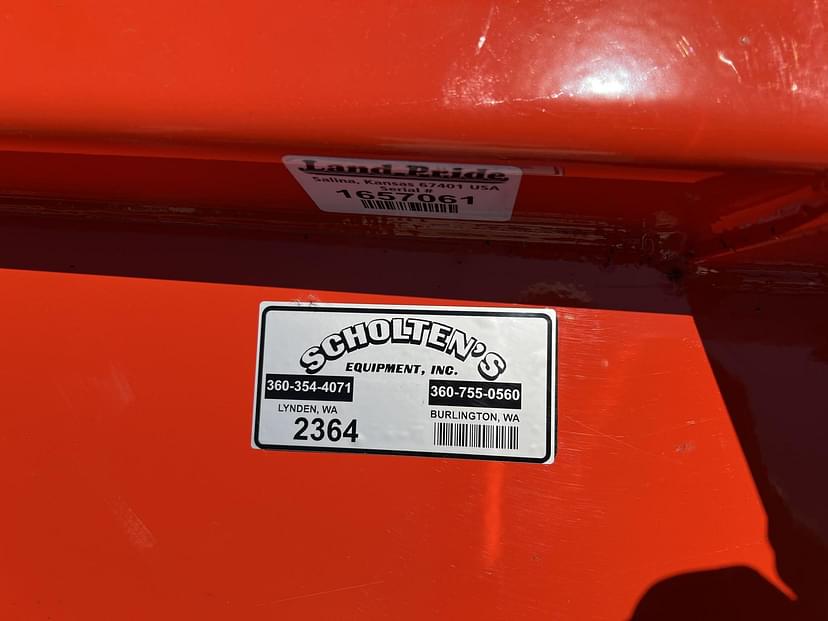 Land Pride
Salina, Kansas 67401 USA
Serial #
1657061
SCHOLTEN'S
EQUIPMENT, INC.
360-354-4071 360-755-0560
LYNDEN, WA BURLINGTON, WA
2364